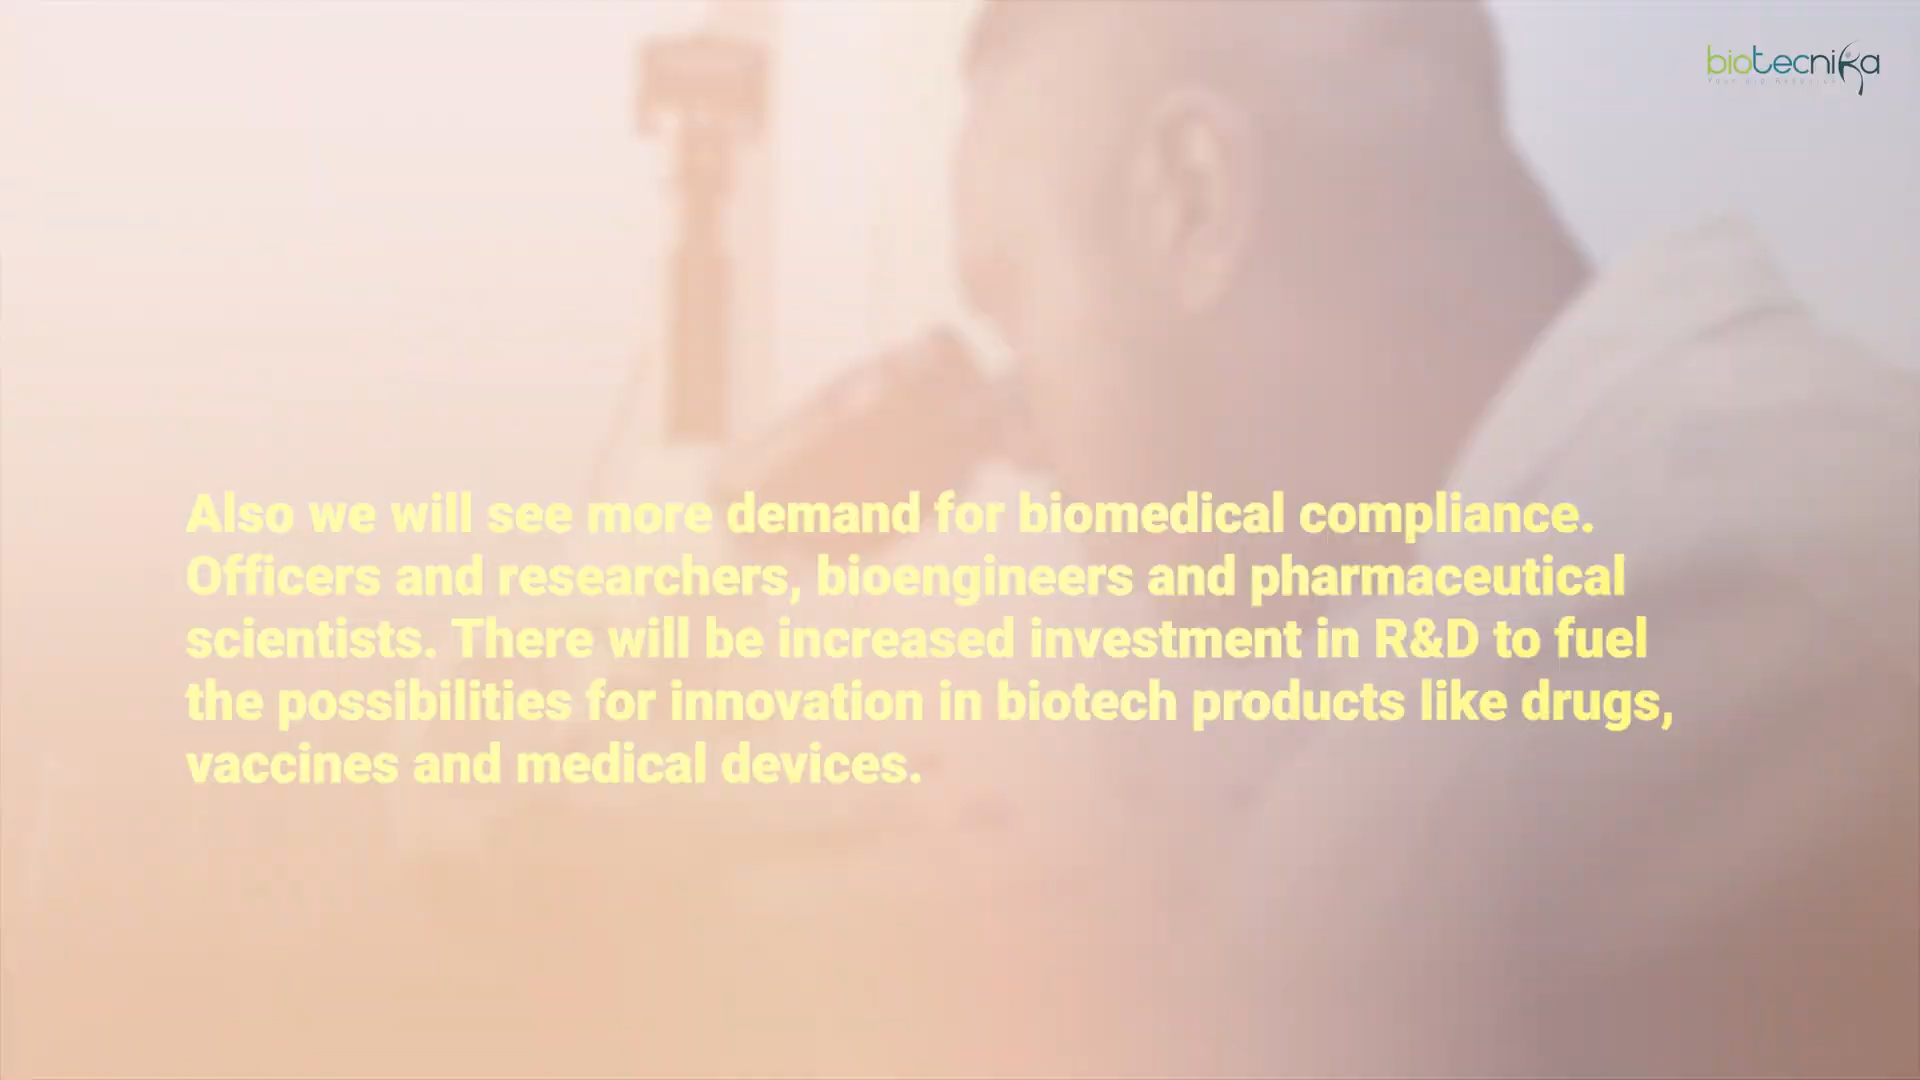 biotecnika
Also we will see more demand for biomedical compliance.
Officers and researchers, bioengineers and pharmaceutical
scientists. There will be increased investment in R&D to fuel
the possibilities for innovation in biotech products like drugs,
vaccines and medical devices.